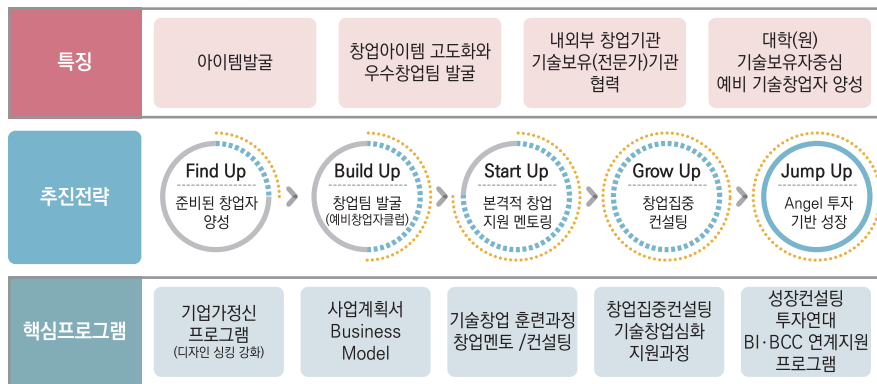 특징
아이템발굴
창업아이템 고도화와
우수창업팀 발굴
내외부 창업기관
기술보유(전문가)기관
협력
대학(원)
기술보유자중심
예비 기술창업자 양성
추진전략
Find Up
준비된 창업자
양성
Build Up
창업팀 발굴
(예비창업자클럽)
Start Up
본격적 창업
지원 멘토링
Grow Up
창업집중
컨설팅
Jump Up
Angel 투자
기반 성장
핵심프로그램
기업가정신
프로그램
(디자인 싱킹 강화)
사업계획서
Business
Model
기술창업 훈련과정
창업멘토 /컨설팅
창업집중컨설팅
기술창업심화
지원과정
성장컨설팅
투자연대
BI·BCC 연계지원
프로그램